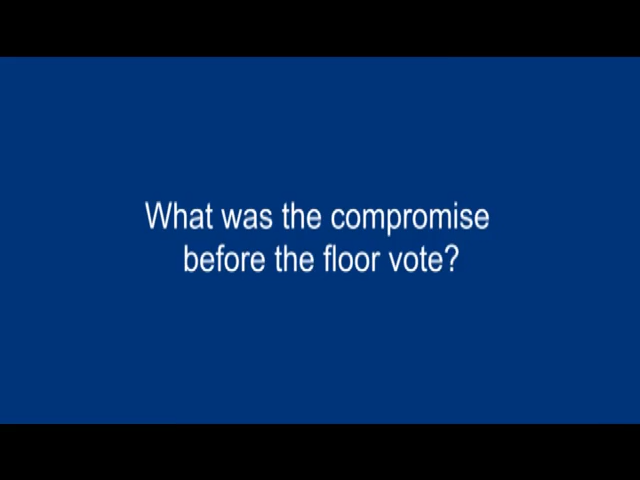 What was the compromise
before the floor vote?